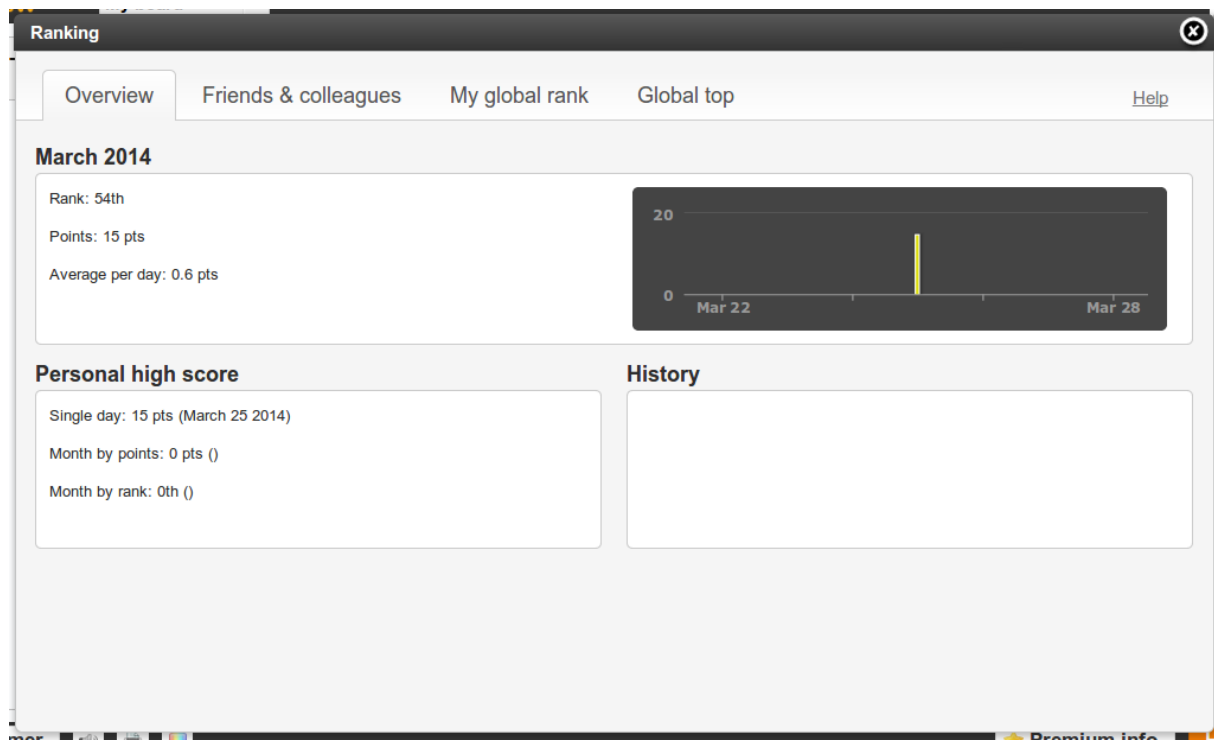 Ranking
Overview
Friends & colleagues
My global rank
Global top
Help
March 2014
Rank: 54th
Points: 15 pts
Average per day: 0.6 pts
20
0
Mar 22
Mar 28
Personal high score
Single day: 15 pts (March 25 2014)
Month by points: 0 pts ()
Month by rank: 0th ()
History
Premium info